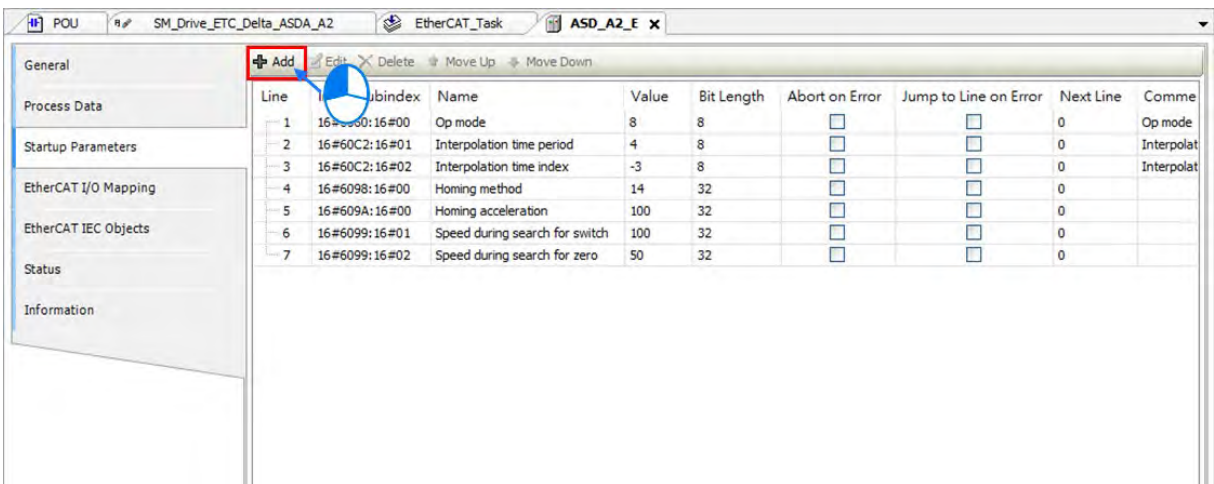 POU SM_Drive_ETC_Delta_ASDA_A2 EtherCAT_Task ASD_A2_E X
General
Process Data
Startup Parameters
EtherCAT I/O Mapping
EtherCAT IEC Objects
Status
Information
Add Edit Delete Move Up Move Down
Line ubindex Name Value Bit Length Abort on Error Jump to Line on Error Next Line Comme
1 60:16#00 Op mode 8 8 0 Op mode
2 16#60C2:16#01 Interpolation time period 4 8 0 Interpolat
3 16#60C2:16#02 Interpolation time index -3 8 0 Interpolat
4 16#6098:16#00 Homing method 14 32 0
5 16#609A:16#00 Homing acceleration 100 32 0
6 16#6099:16#01 Speed during search for switch 100 32 0
7 16#6099:16#02 Speed during search for zero 50 32 0